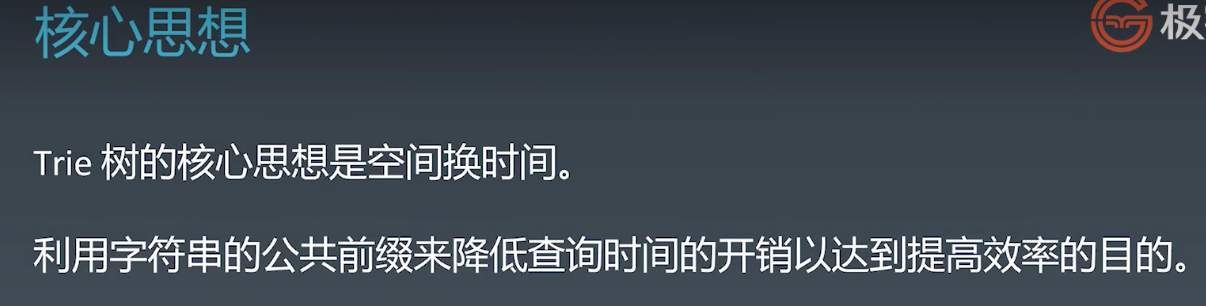 核心思想
极
Trie 树的核心思想是空间换时间。
利用字符串的公共前缀来降低查询时间的开销以达到提高效率的目的。